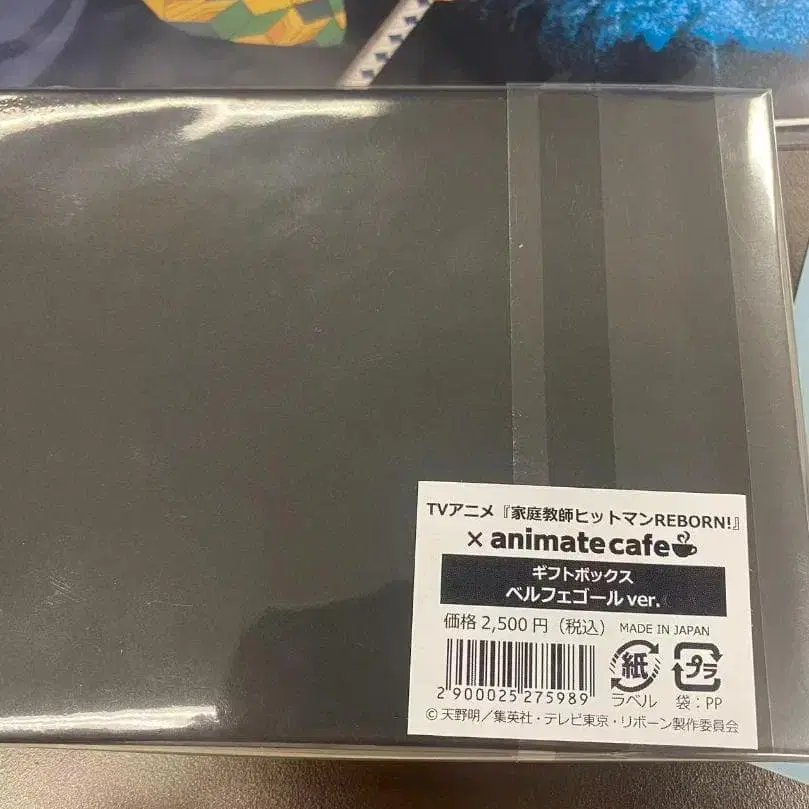 TVアニメ『家庭教師ヒットマンREBORN!』
× animate cafe
ギフトボックス
ベルフェゴール ver.
価格 2,500 円（税込） MADE IN JAPAN
紙 プラ
2 900025 275989 ラベル 袋：PP
© 天野明／集英社・テレビ東京・リボーン製作委員会